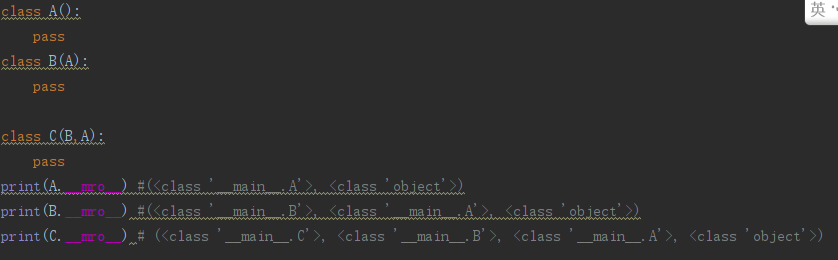 英
class A():
    pass
class B(A):
    pass
class C(B,A):
    pass
print(A.__mro__) #(<class '__main__.A'>, <class 'object'>)
print(B.__mro__) #(<class '__main__.B'>, <class '__main__.A'>, <class 'object'>)
print(C.__mro__) # (<class '__main__.C'>, <class '__main__.B'>, <class '__main__.A'>, <class 'object'>)